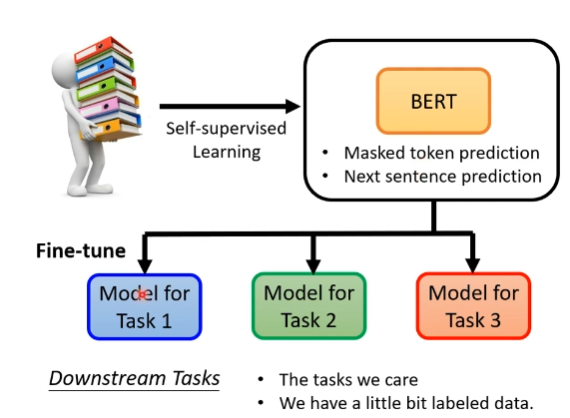 BERT
Self-supervised
Learning
• Masked token prediction
• Next sentence prediction
Fine-tune
Model for
Task 1
Model for
Task 2
Model for
Task 3
Downstream Tasks
• The tasks we care
• We have a little bit labeled data.